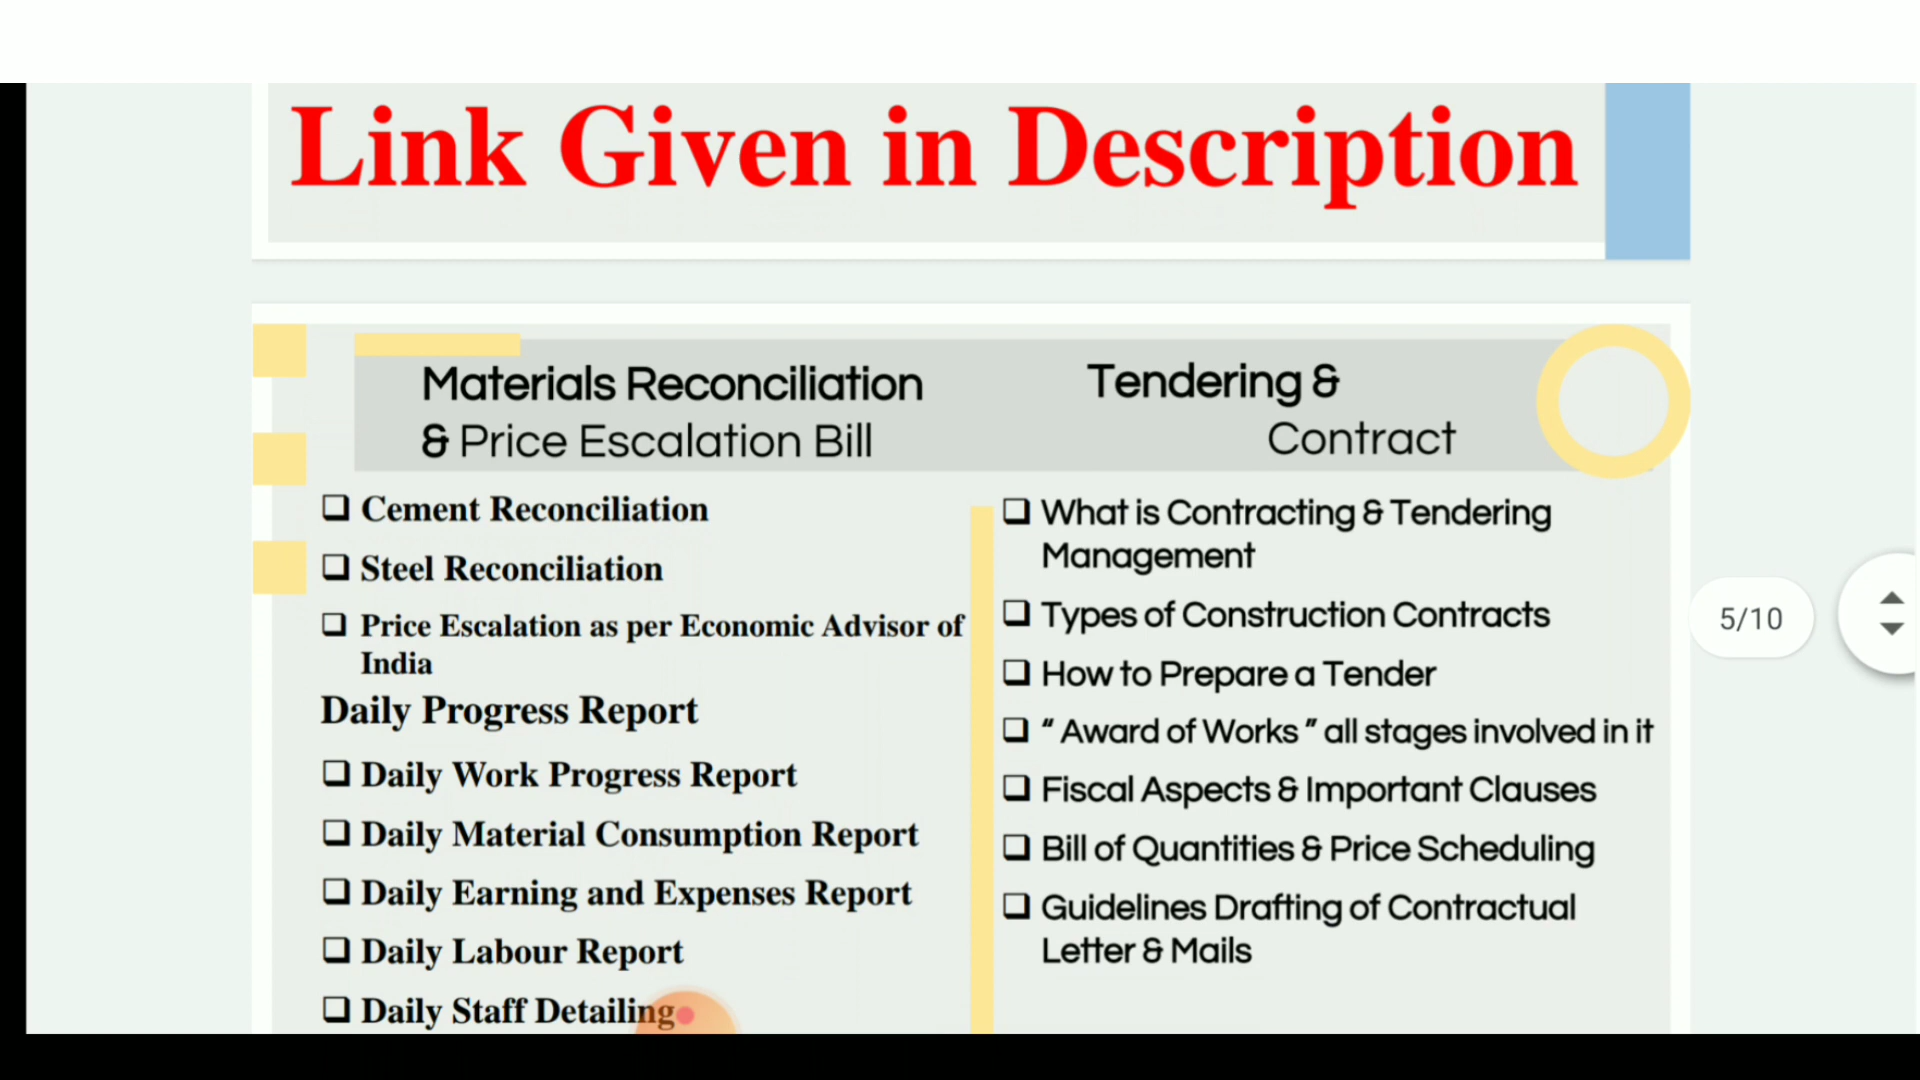 Link Given in Description
Materials Reconciliation
& Price Escalation Bill
❑ Cement Reconciliation
❑ Steel Reconciliation
❑ Price Escalation as per Economic Advisor of
India
Daily Progress Report
❑ Daily Work Progress Report
❑ Daily Material Consumption Report
❑ Daily Earning and Expenses Report
❑ Daily Labour Report
❑ Daily Staff Detailing
Tendering &
Contract
❑ What is Contracting & Tendering
Management
❑ Types of Construction Contracts
❑ How to Prepare a Tender
❑ “ Award of Works ” all stages involved in it
❑ Fiscal Aspects & Important Clauses
❑ Bill of Quantities & Price Scheduling
❑ Guidelines Drafting of Contractual
Letter & Mails
5/10